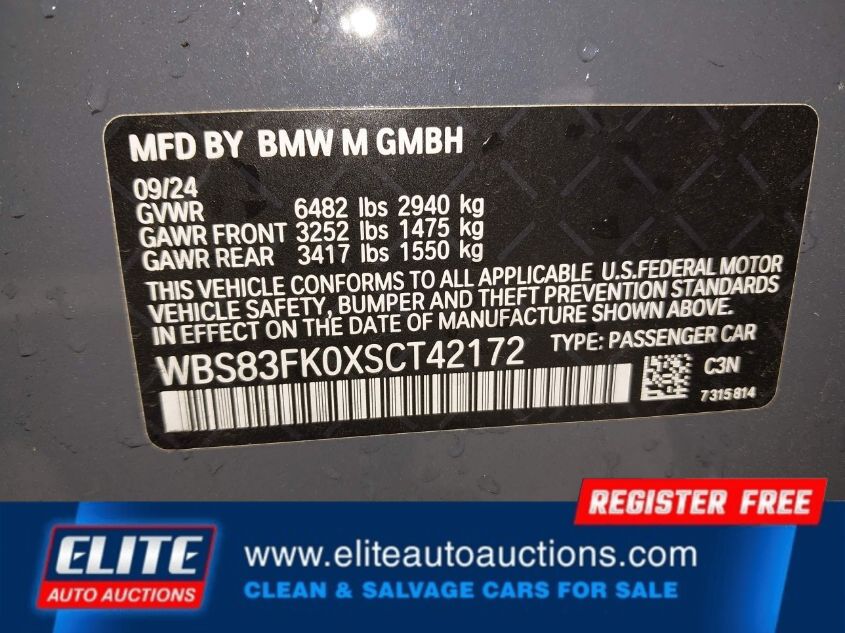 MFD BY BMW M GMBH
09/24
GVWR 6482 lbs 2940 kg
GAWR FRONT 3252 lbs 1475 kg
GAWR REAR 3417 lbs 1550 kg
THIS VEHICLE CONFORMS TO ALL APPLICABLE U.S.FEDERAL MOTOR
VEHICLE SAFETY, BUMPER AND THEFT PREVENTION STANDARDS
IN EFFECT ON THE DATE OF MANUFACTURE SHOWN ABOVE.
WBS83FK0XSCT42172 TYPE: PASSENGER CAR
C3N
7315814
REGISTER FREE
ELITE
AUTO AUCTIONS
www.eliteautoauctions.com
CLEAN & SALVAGE CARS FOR SALE